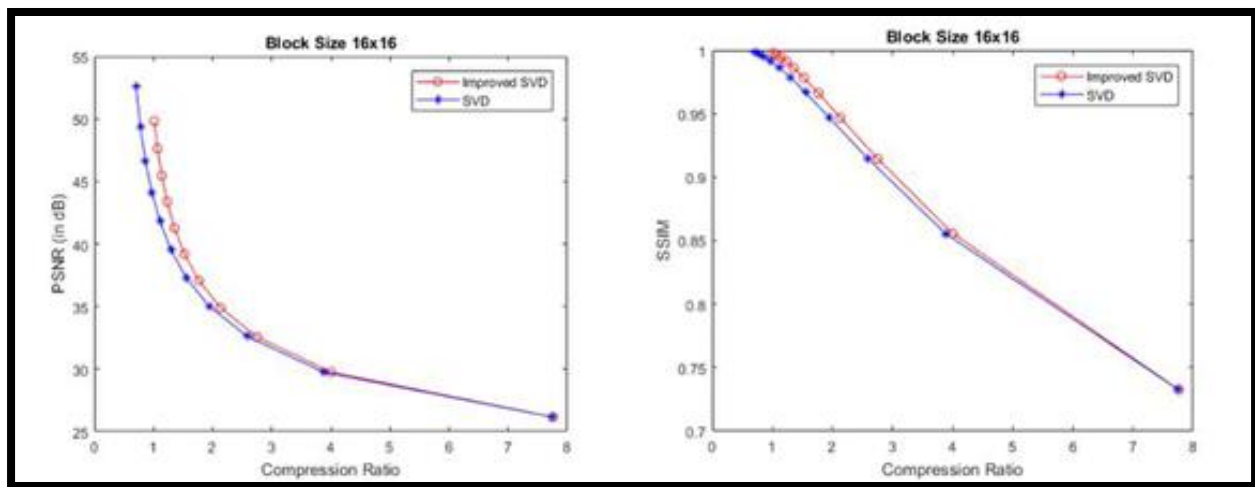 Block Size 16x16
55
50
45
40
35
30
25
PSNR (in dB)
Improved SVD
SVD
0 1 2 3 4 5 6 7 8
Compression Ratio
Block Size 16x16
1
0.95
0.9
0.85
0.8
0.75
0.7
SSIM
Improved SVD
SVD
0 1 2 3 4 5 6 7 8
Compression Ratio